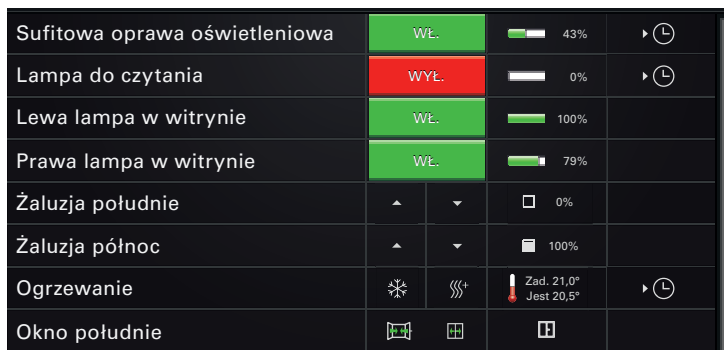 Sufitowa oprawa oświetleniowa WŁ. 43%
Lampa do czytania WYŁ. 0%
Lewa lampa w witrynie WŁ. 100%
Prawa lampa w witrynie WŁ. 79%
Żaluzja południe 0%
Żaluzja północ 100%
Ogrzewanie Zad. 21,0°
Jest 20,5°
Okno południe